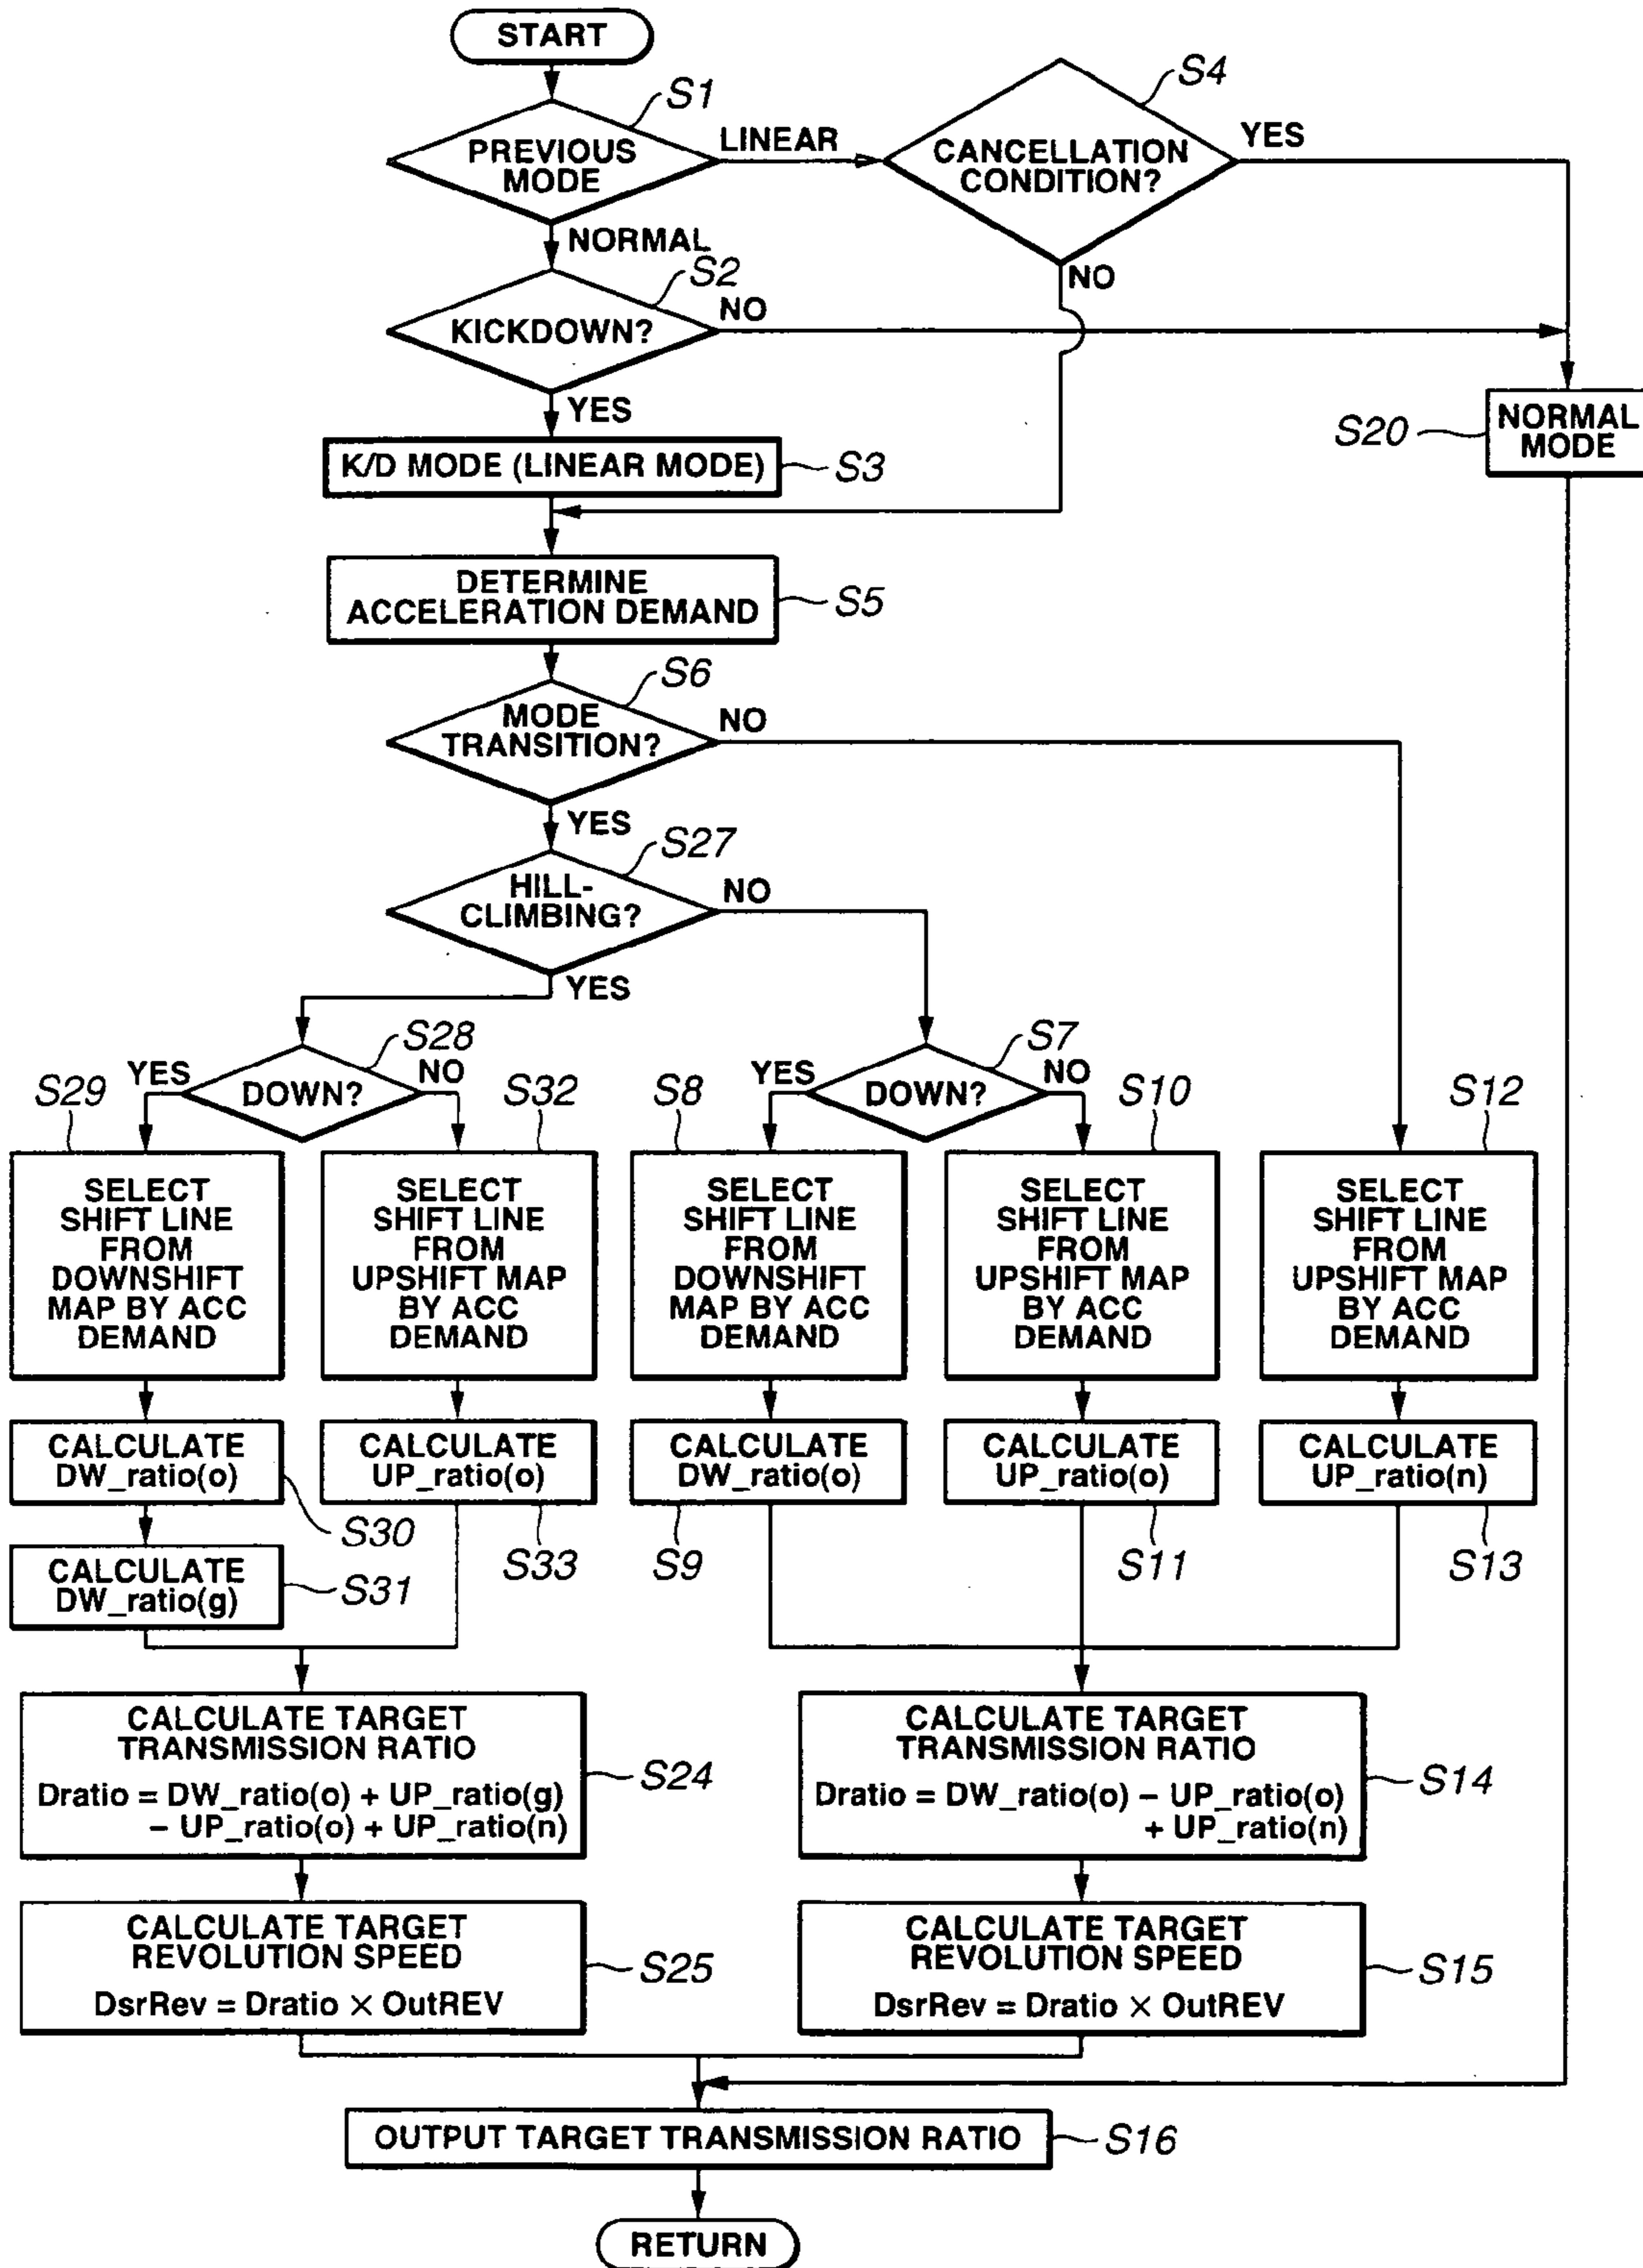 START
S1
PREVIOUS
MODE
LINEAR
S4
CANCELLATION
CONDITION?
YES
NORMAL
NO
S2
KICKDOWN?
NO
YES
S20
NORMAL
MODE
K/D MODE (LINEAR MODE)
S3
DETERMINE
ACCELERATION DEMAND
S5
S6
MODE
TRANSITION?
NO
YES
S27
HILL-
CLIMBING?
NO
YES
S28
DOWN?
YES
NO
S7
DOWN?
YES
NO
S29
SELECT
SHIFT LINE
FROM
DOWNSHIFT
MAP BY ACC
DEMAND
S32
SELECT
SHIFT LINE
FROM
UPSHIFT MAP
BY ACC
DEMAND
S8
SELECT
SHIFT LINE
FROM
DOWNSHIFT
MAP BY ACC
DEMAND
S10
SELECT
SHIFT LINE
FROM
UPSHIFT MAP
BY ACC
DEMAND
S12
SELECT
SHIFT LINE
FROM
UPSHIFT MAP
BY ACC
DEMAND
CALCULATE
DW_ratio(o)
S30
CALCULATE
UP_ratio(o)
S33
CALCULATE
DW_ratio(o)
S9
CALCULATE
UP_ratio(o)
S11
CALCULATE
UP_ratio(n)
S13
CALCULATE
DW_ratio(g)
S31
CALCULATE TARGET
TRANSMISSION RATIO
Dratio = DW_ratio(o) + UP_ratio(g)
− UP_ratio(o) + UP_ratio(n)
S24
CALCULATE TARGET
TRANSMISSION RATIO
Dratio = DW_ratio(o) − UP_ratio(o)
+ UP_ratio(n)
S14
CALCULATE TARGET
REVOLUTION SPEED
DsrRev = Dratio × OutREV
S25
CALCULATE TARGET
REVOLUTION SPEED
DsrRev = Dratio × OutREV
S15
OUTPUT TARGET TRANSMISSION RATIO
S16
RETURN